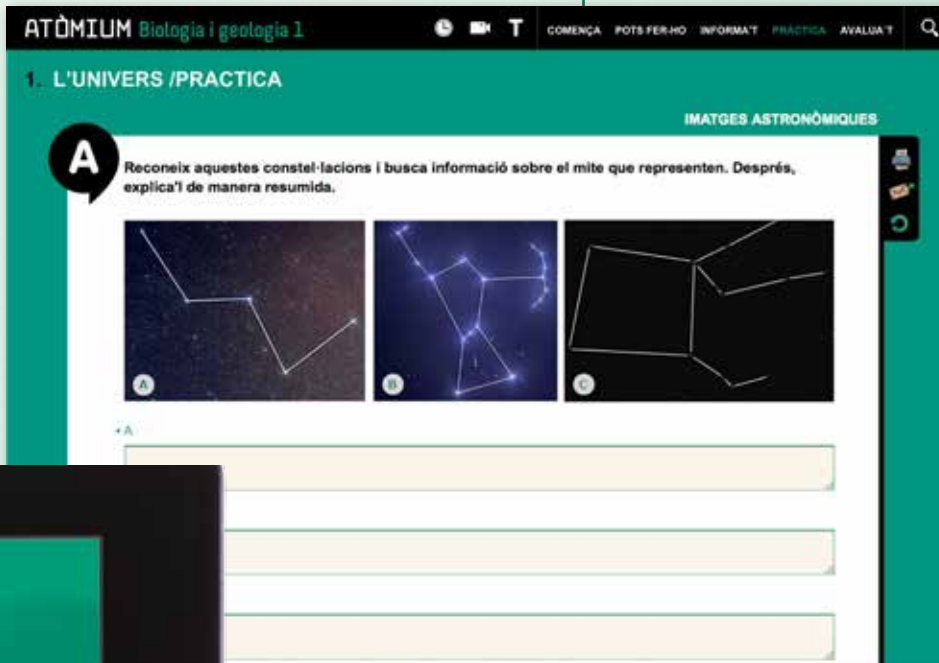 ATÒMIUM Biologia i geologia 1
T COMENÇA POTS FER-HO INFORMA'T PRACTICA AVALUA'T
1. L'UNIVERS /PRACTICA
IMATGES ASTRONÒMIQUES
A
Reconeix aquestes constel·lacions i busca informació sobre el mite que representen. Després,
explica'l de manera resumida.
A B C
• A